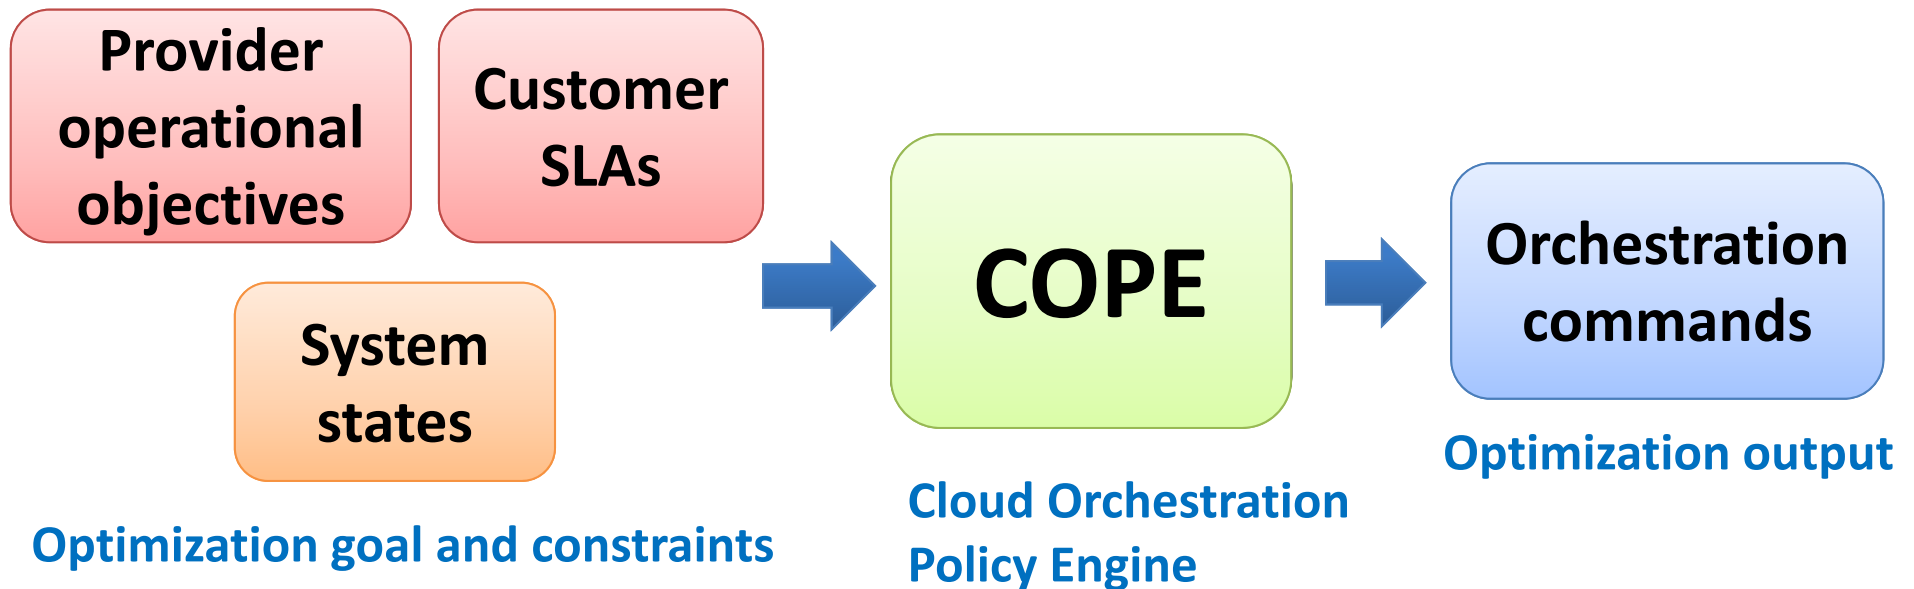 Provider
operational
objectives
Customer
SLAs
System
states
Optimization goal and constraints
COPE
Cloud Orchestration
Policy Engine
Orchestration
commands
Optimization output